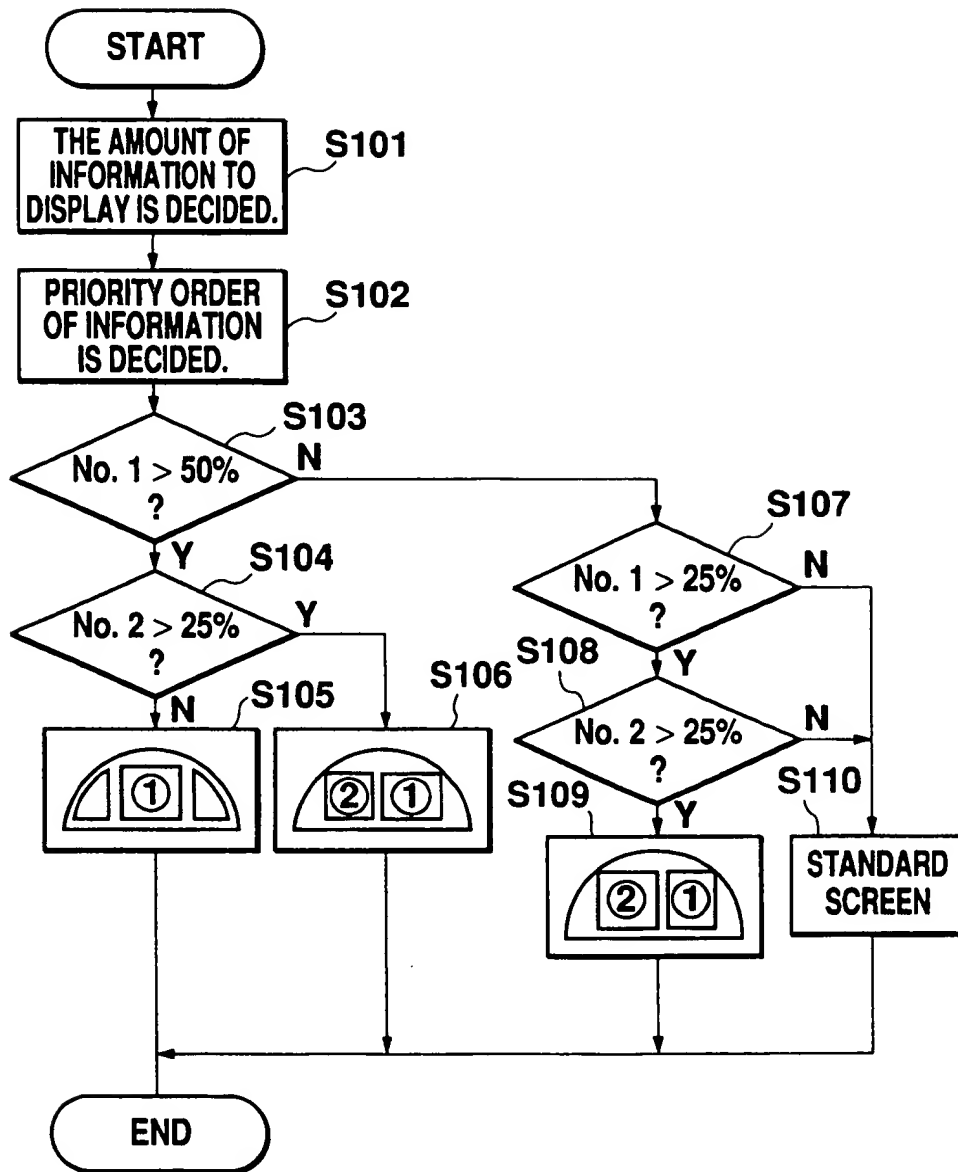 START
THE AMOUNT OF
INFORMATION TO
DISPLAY IS DECIDED.
S101
PRIORITY ORDER
OF INFORMATION
IS DECIDED.
S102
S103
No. 1 > 50%
?
N
Y
S104
No. 2 > 25%
?
Y
N
S105
①
S106
② ①
S107
No. 1 > 25%
?
N
Y
S108
No. 2 > 25%
?
N
Y
S109
② ①
S110
STANDARD
SCREEN
END